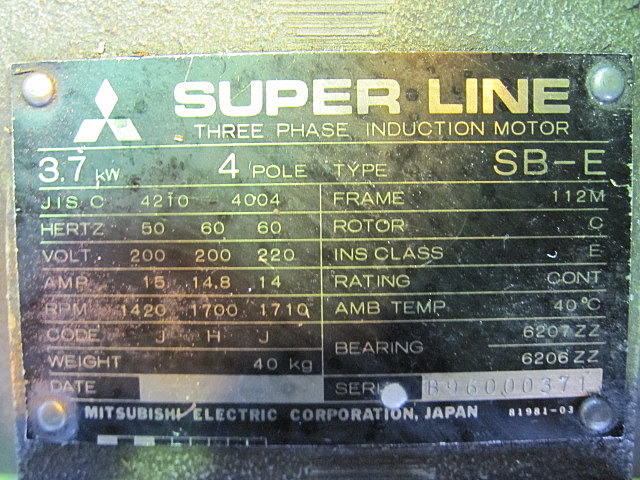 SUPER LINE
THREE PHASE INDUCTION MOTOR
3.7 kW 4 POLE TYPE SB-E
JIS C 4210 - 4004 FRAME 112M
HERTZ 50 60 60 ROTOR C
VOLT 200 200 220 INS CLASS E
AMP 15 14.8 14 RATING CONT
RPM 1420 1700 1710 AMB TEMP 40°C
CODE J H J BEARING 6207ZZ
WEIGHT 40 kg 6206ZZ
DATE SERI B96000371
MITSUBISHI ELECTRIC CORPORATION, JAPAN 81981-03